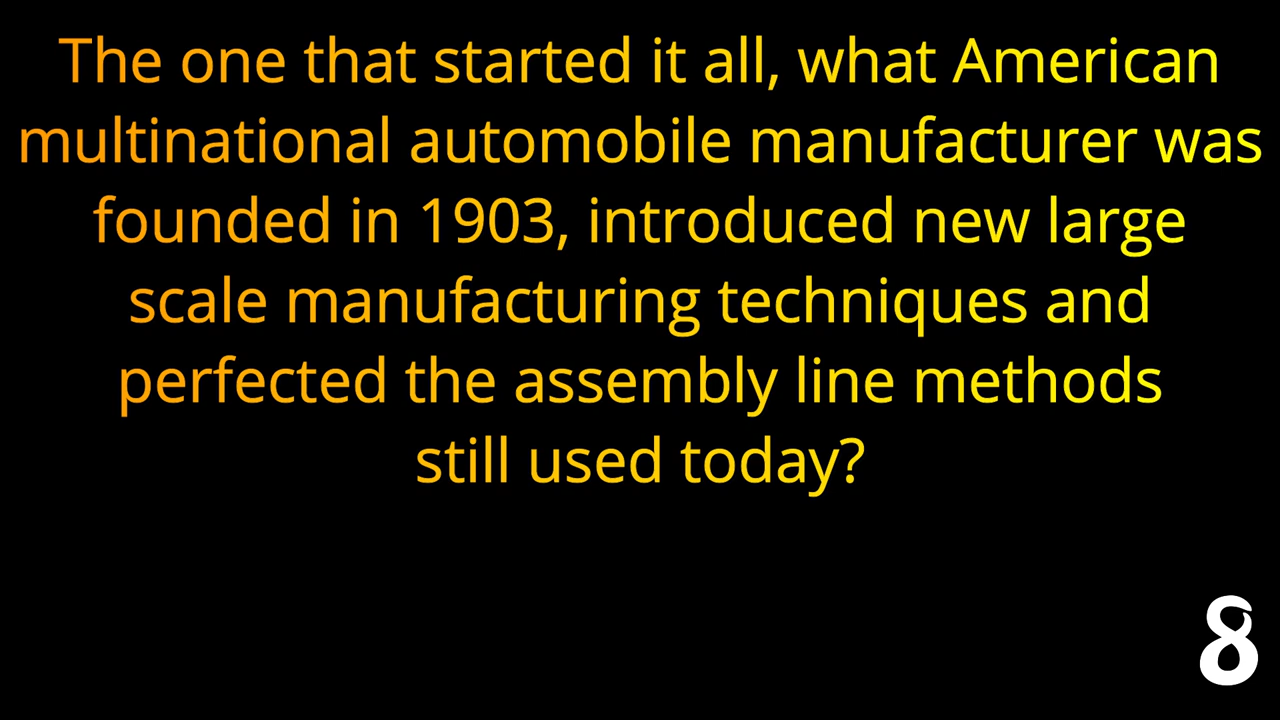 The one that started it all, what American
multinational automobile manufacturer was
founded in 1903, introduced new large
scale manufacturing techniques and
perfected the assembly line methods
still used today?
8